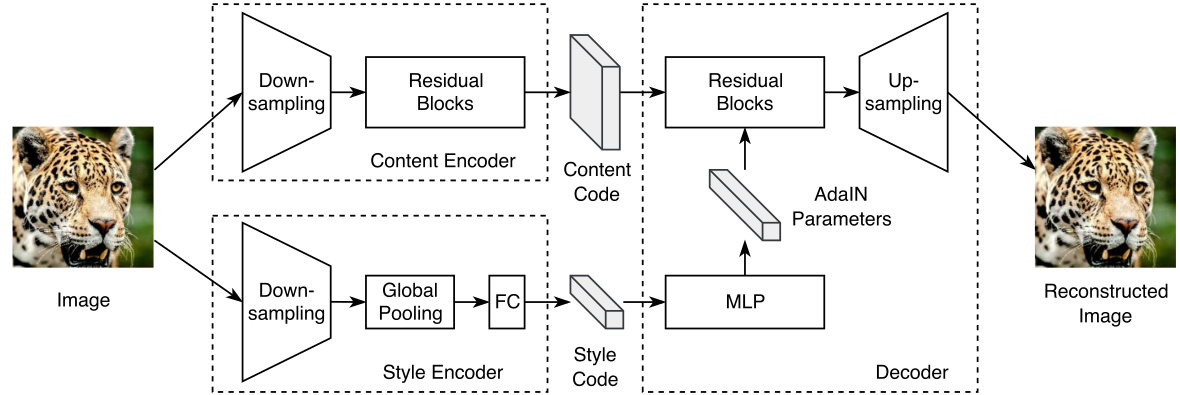 Image
Down-
sampling
Residual
Blocks
Content Encoder
Down-
sampling
Global
Pooling
FC
Style Encoder
Content
Code
Style
Code
Residual
Blocks
Up-
sampling
AdaIN
Parameters
MLP
Decoder
Reconstructed
Image